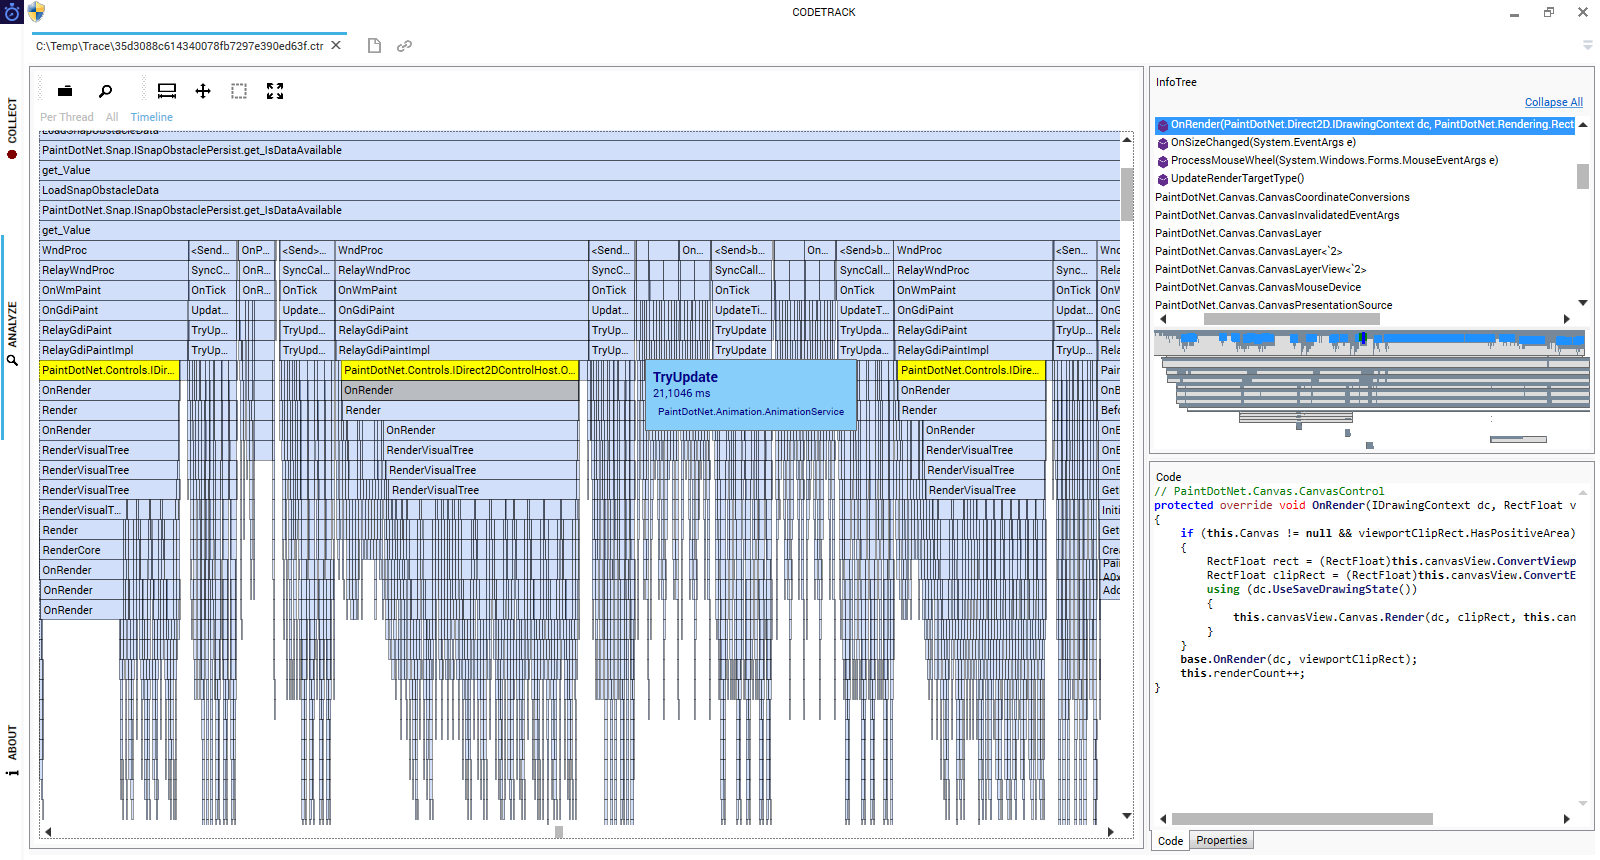 CODETRACK
C:\Temp\Trace\35d3088c614340078fb7297e390ed63f.ctr
COLLECT
ANALYZE
ABOUT
Per Thread All Timeline
LoadSnapObstacleData
PaintDotNet.Snap.ISnapObstaclePersist.get_IsDataAvailable
get_Value
LoadSnapObstacleData
PaintDotNet.Snap.ISnapObstaclePersist.get_IsDataAvailable
get_Value
WndProc <Send... OnP... <Send>... WndProc <Send... On... <Send>b... On... <Send>b... WndProc <Sen... Wnc
RelayWndProc SyncC... OnR... SyncCal... RelayWndProc SyncC... SyncCall... SyncCall... RelayWndProc SyncC... Rela
OnWmPaint OnTick OnR... OnTick OnWmPaint OnTick OnTick OnTick OnWmPaint OnTick OnW
OnGdiPaint Updat... Update... OnGdiPaint Updat... UpdateTi... UpdateT... OnGdiPaint Updat... OnG
RelayGdiPaint TryUp... TryUpd... RelayGdiPaint TryUp... TryUpdate TryUpda... RelayGdiPaint TryUp... Rela
RelayGdiPaintImpl TryUp... TryUpd... RelayGdiPaintImpl TryUp... TryUpdate TryUpda... RelayGdiPaintImpl TryUp... Rela
PaintDotNet.Controls.IDir... PaintDotNet.Controls.IDirect2DControlHost.O... PaintDotNet.Controls.IDire... Pain
OnRender OnRender OnRender OnB
Render Render Render Befo
OnRender OnRender OnRender OnB
RenderVisualTree RenderVisualTree RenderVisualTree OnB
RenderVisualTree RenderVisualTree RenderVisualTree OnB
RenderVisualTree RenderVisualTree RenderVisualTree Get
RenderVisualT... Initi
Render Get
RenderCore Crea
OnRender Pain
A0x
OnRender Adc
OnRender
TryUpdate
21,1046 ms
PaintDotNet.Animation.AnimationService
InfoTree
Collapse All
OnRender(PaintDotNet.Direct2D.IDrawingContext dc, PaintDotNet.Rendering.Rect
OnSizeChanged(System.EventArgs e)
ProcessMouseWheel(System.Windows.Forms.MouseEventArgs e)
UpdateRenderTargetType()
PaintDotNet.Canvas.CanvasCoordinateConversions
PaintDotNet.Canvas.CanvasInvalidatedEventArgs
PaintDotNet.Canvas.CanvasLayer
PaintDotNet.Canvas.CanvasLayer<`2>
PaintDotNet.Canvas.CanvasLayerView<`2>
PaintDotNet.Canvas.CanvasMouseDevice
PaintDotNet.Canvas.CanvasPresentationSource
Code
// PaintDotNet.Canvas.CanvasControl
protected override void OnRender(IDrawingContext dc, RectFloat v
{
if (this.Canvas != null && viewportClipRect.HasPositiveArea)
{
RectFloat rect = (RectFloat)this.canvasView.ConvertViewp
RectFloat clipRect = (RectFloat)this.canvasView.ConvertE
using (dc.UseSaveDrawingState())
{
this.canvasView.Canvas.Render(dc, clipRect, this.can
}
}
base.OnRender(dc, viewportClipRect);
this.renderCount++;
}
Code Properties